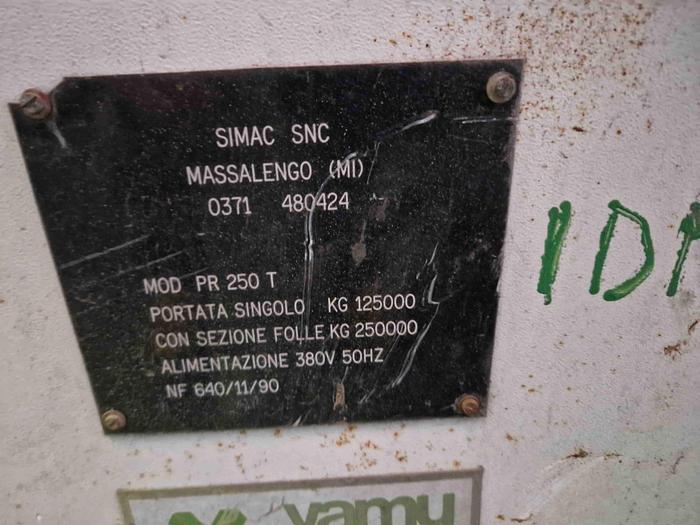 SIMAC SNC
MASSALENGO (MI)
0371 480424
MOD PR 250 T
PORTATA SINGOLO KG 125000
CON SEZIONE FOLLE KG 250000
ALIMENTAZIONE 380V 50HZ
NF 640/11/90